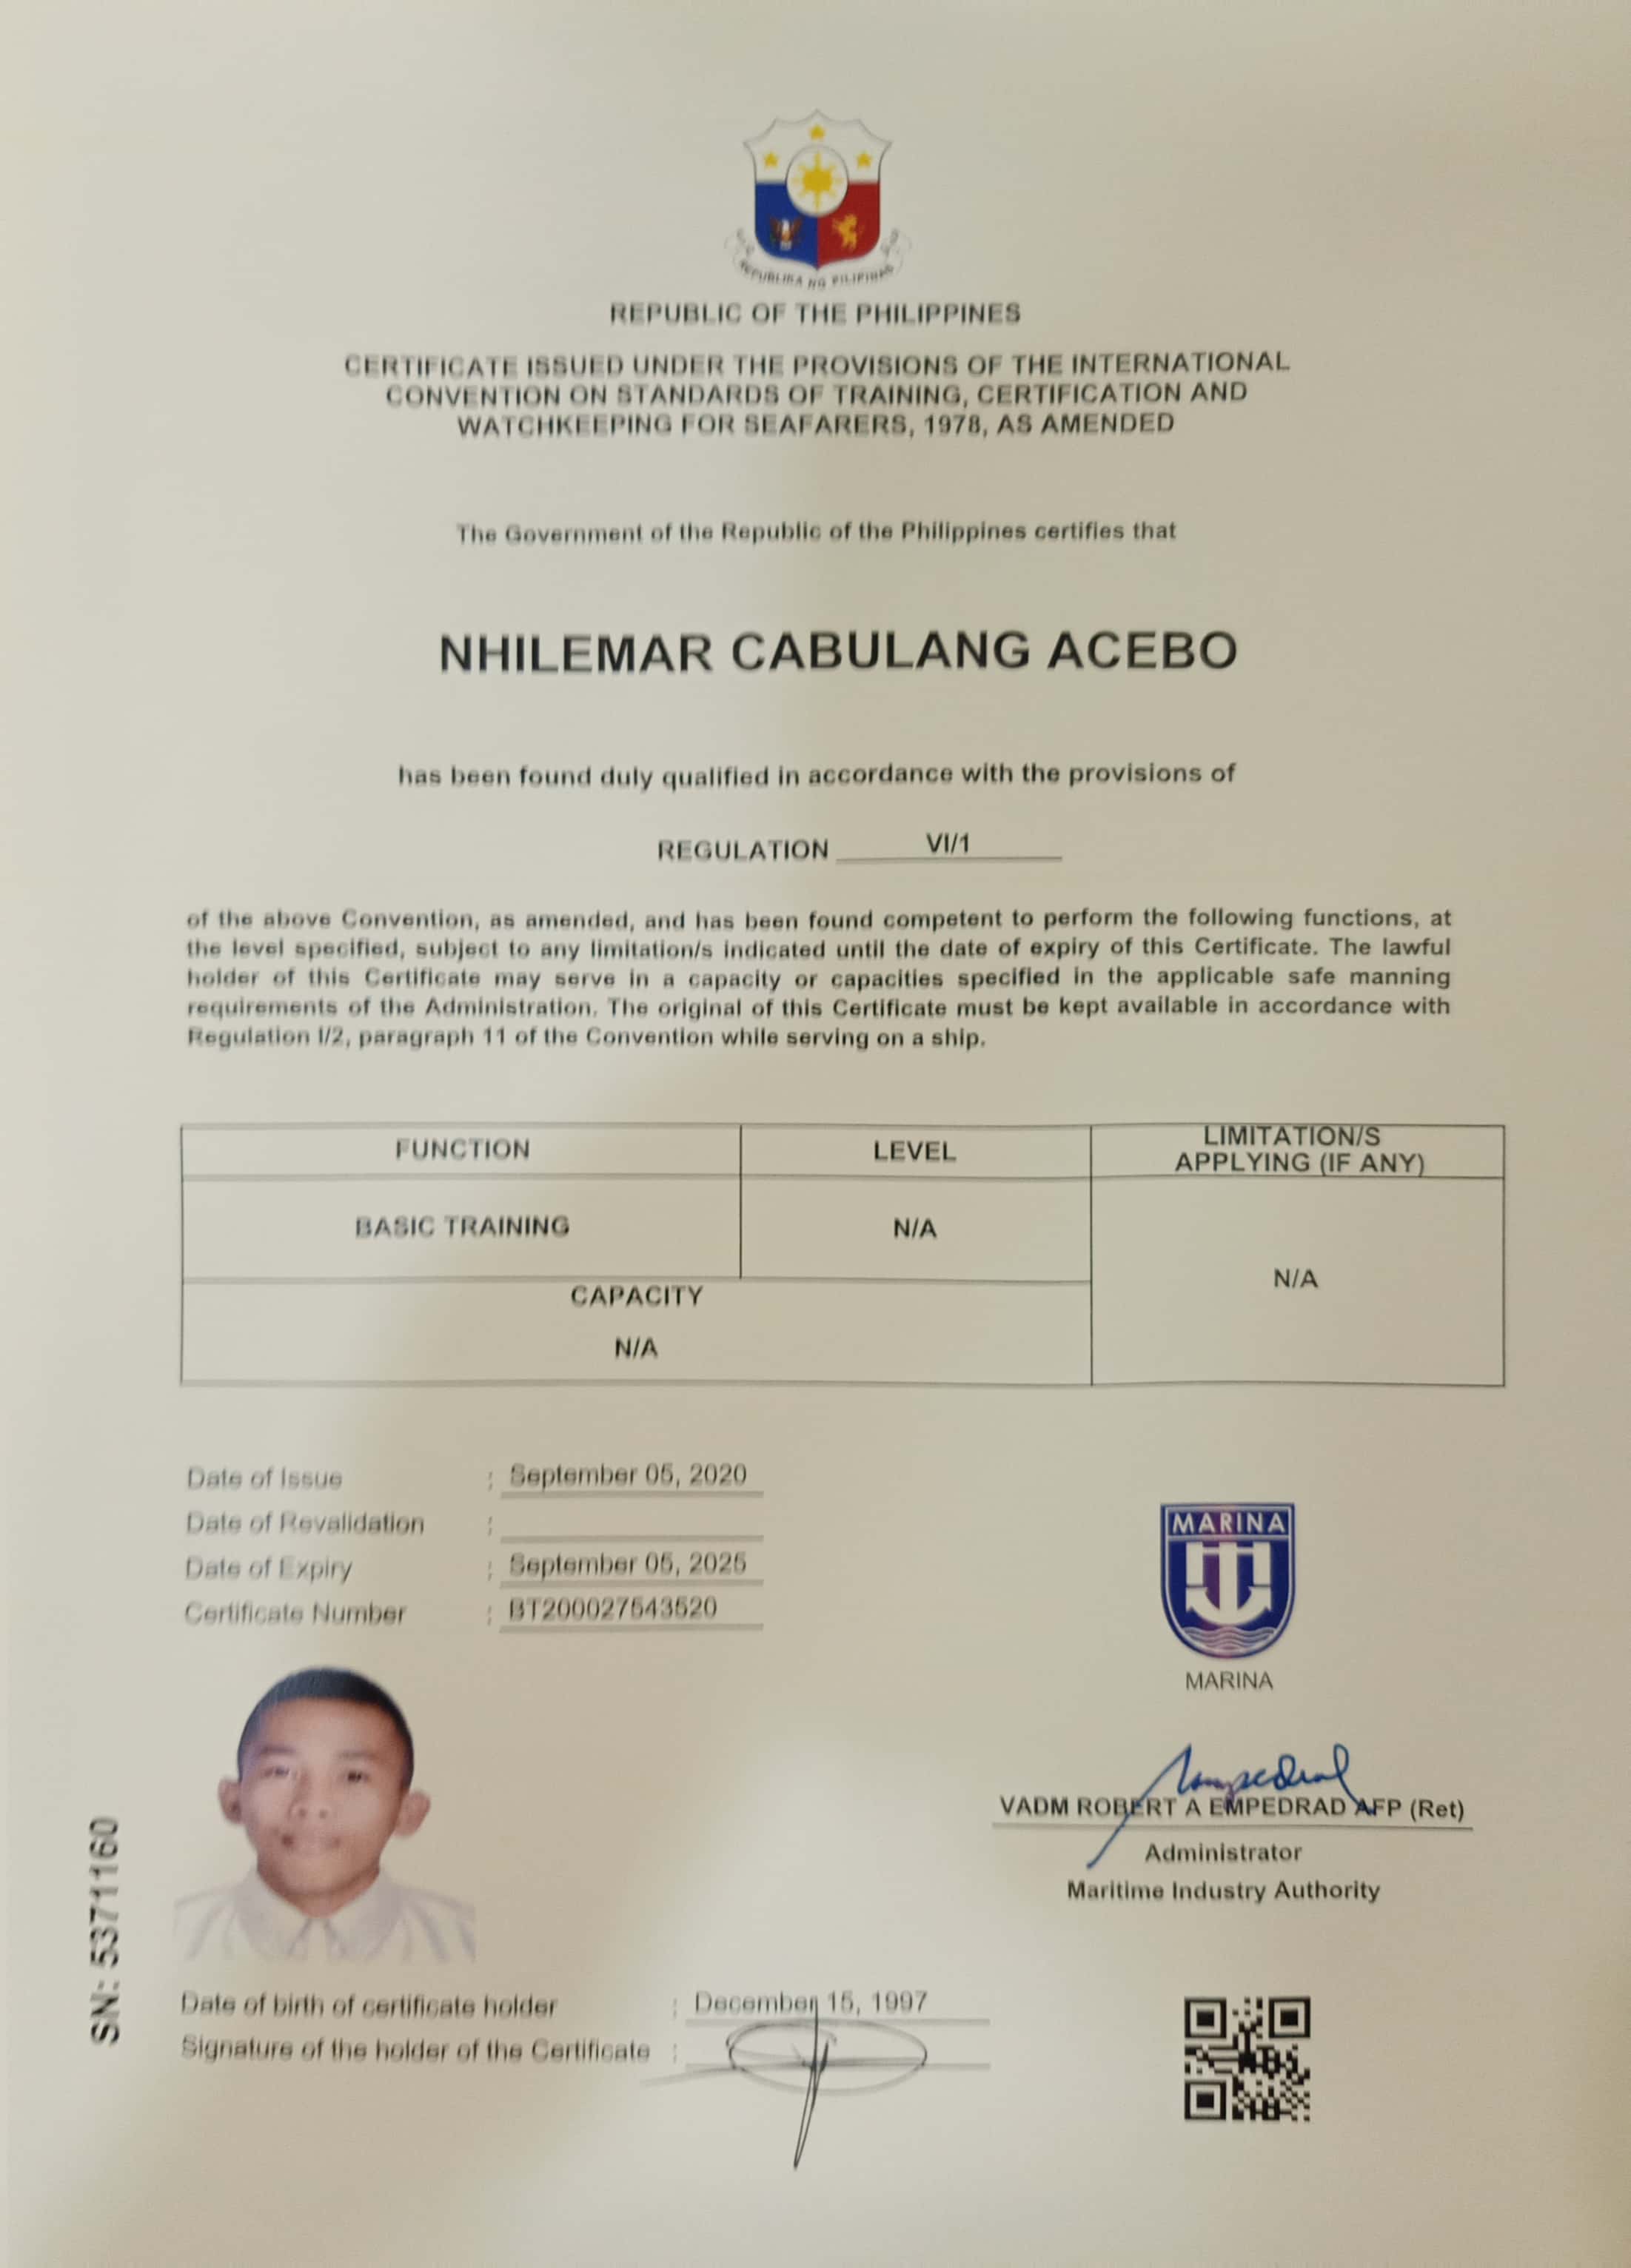 REPUBLIKA NG PILIPINAS
REPUBLIC OF THE PHILIPPINES
CERTIFICATE ISSUED UNDER THE PROVISIONS OF THE INTERNATIONAL
CONVENTION ON STANDARDS OF TRAINING, CERTIFICATION AND
WATCHKEEPING FOR SEAFARERS, 1978, AS AMENDED
The Government of the Republic of the Philippines certifies that
NHILEMAR CABULANG ACEBO
has been found duly qualified in accordance with the provisions of
REGULATION VI/1
of the above Convention, as amended, and has been found competent to perform the following functions, at
the level specified, subject to any limitation/s indicated until the date of expiry of this Certificate. The lawful
holder of this Certificate may serve in a capacity or capacities specified in the applicable safe manning
requirements of the Administration. The original of this Certificate must be kept available in accordance with
Regulation I/2, paragraph 11 of the Convention while serving on a ship.
FUNCTION LEVEL LIMITATION/S
APPLYING (IF ANY)
BASIC TRAINING N/A
N/A
CAPACITY
N/A
Date of Issue : September 05, 2020
Date of Revalidation :
Date of Expiry : September 05, 2025
Certificate Number : BT200027543520
MARINA
MARINA
VADM ROBERT A EMPEDRAD AFP (Ret)
Administrator
Maritime Industry Authority
SN: 5371160
Date of birth of certificate holder : December 15, 1997
Signature of the holder of the Certificate :